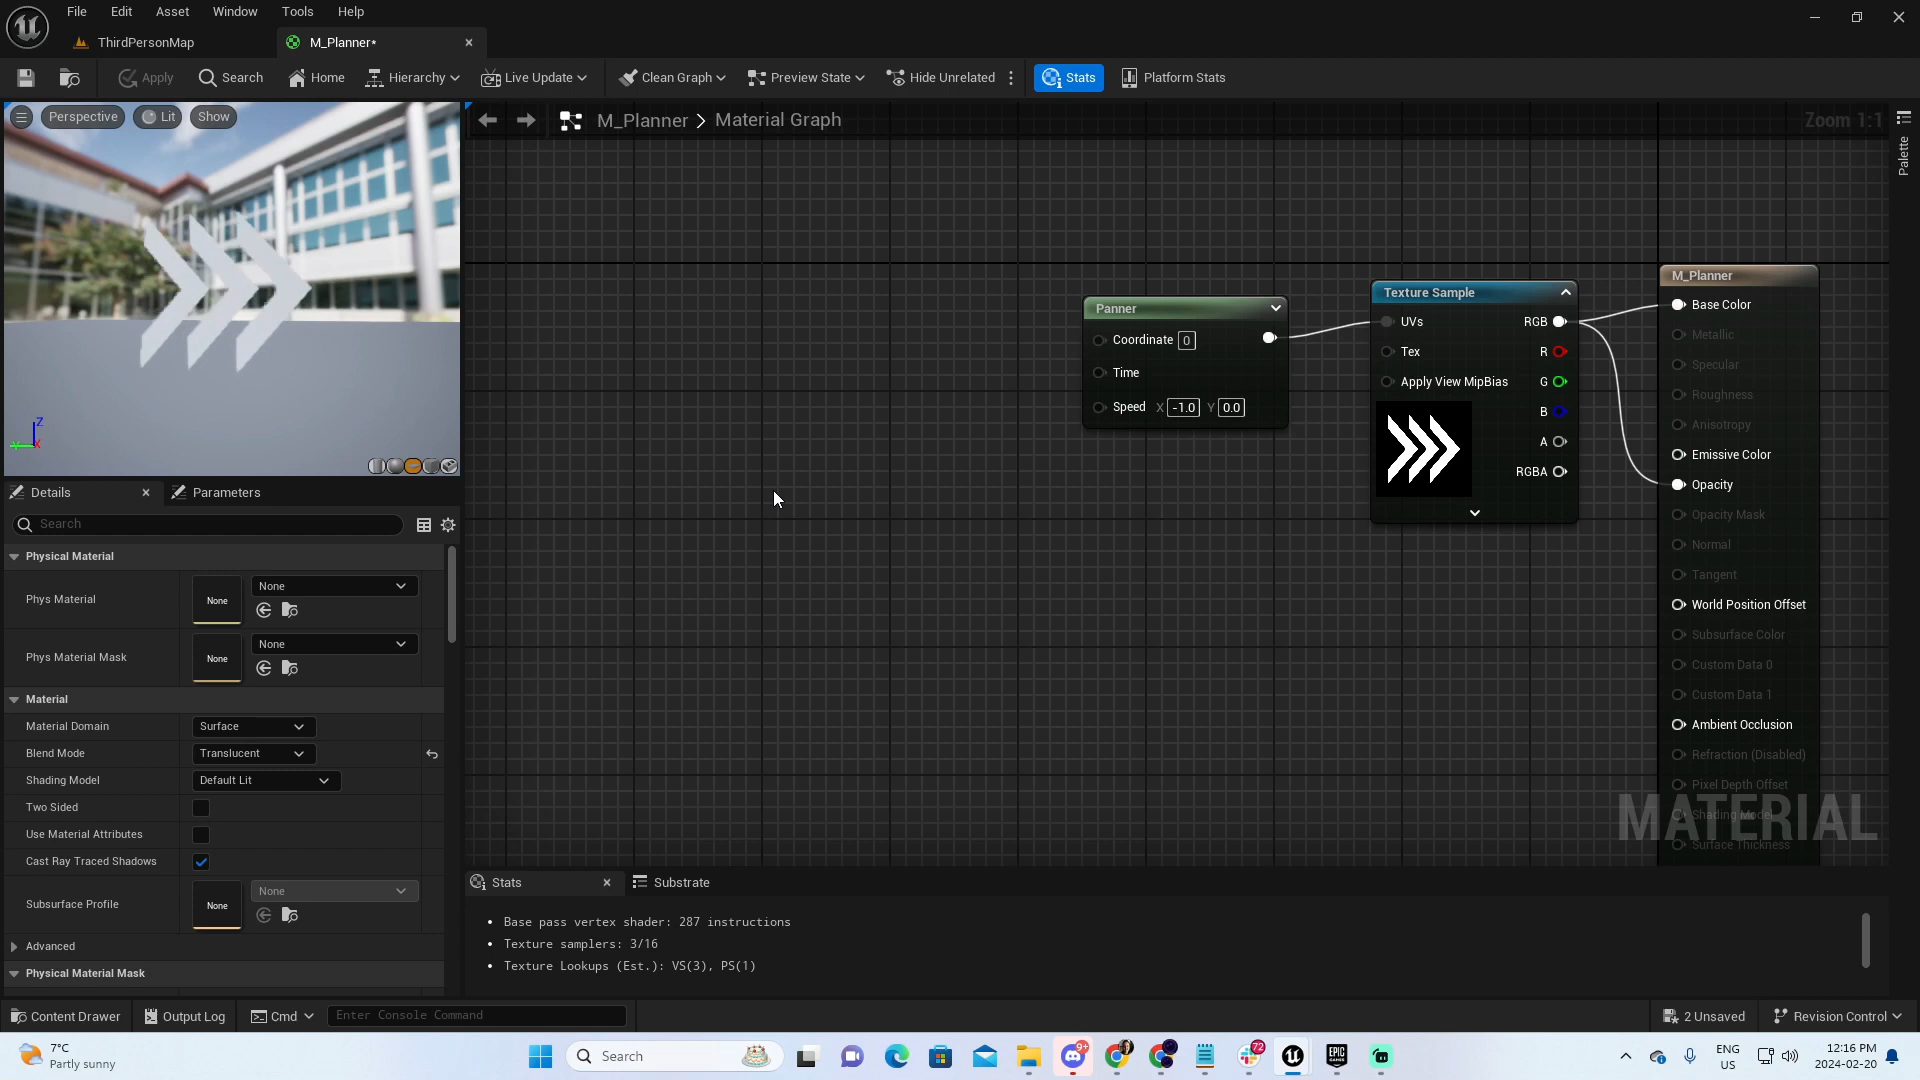 File Edit Asset Window Tools Help
ThirdPersonMap M_Planner*
Apply Search Home Hierarchy Live Update Clean Graph Preview State Hide Unrelated Stats Platform Stats
Perspective Lit Show
M_Planner > Material Graph
Zoom 1:1
Palette
Panner
Coordinate 0
Time
Speed X -1.0 Y 0.0
Texture Sample
UVs RGB
Tex R
Apply View MipBias G
B
A
RGBA
M_Planner
Base Color
Metallic
Specular
Roughness
Anisotropy
Emissive Color
Opacity
Opacity Mask
Normal
Tangent
World Position Offset
Subsurface Color
Custom Data 0
Custom Data 1
Ambient Occlusion
Refraction (Disabled)
Pixel Depth Offset
Shading Model
Surface Thickness
MATERIAL
Z
Y X
Details Parameters
Search
Physical Material
Phys Material None None
Phys Material Mask None None
Material
Material Domain Surface
Blend Mode Translucent
Shading Model Default Lit
Two Sided
Use Material Attributes
Cast Ray Traced Shadows
Subsurface Profile None None
Advanced
Physical Material Mask
Stats Substrate
• Base pass vertex shader: 287 instructions
• Texture samplers: 3/16
• Texture Lookups (Est.): VS(3), PS(1)
Content Drawer Output Log Cmd Enter Console Command 2 Unsaved Revision Control
7°C
Partly sunny
Search
9+
72
EPIC GAMES
ENG
US
12:16 PM
2024-02-20